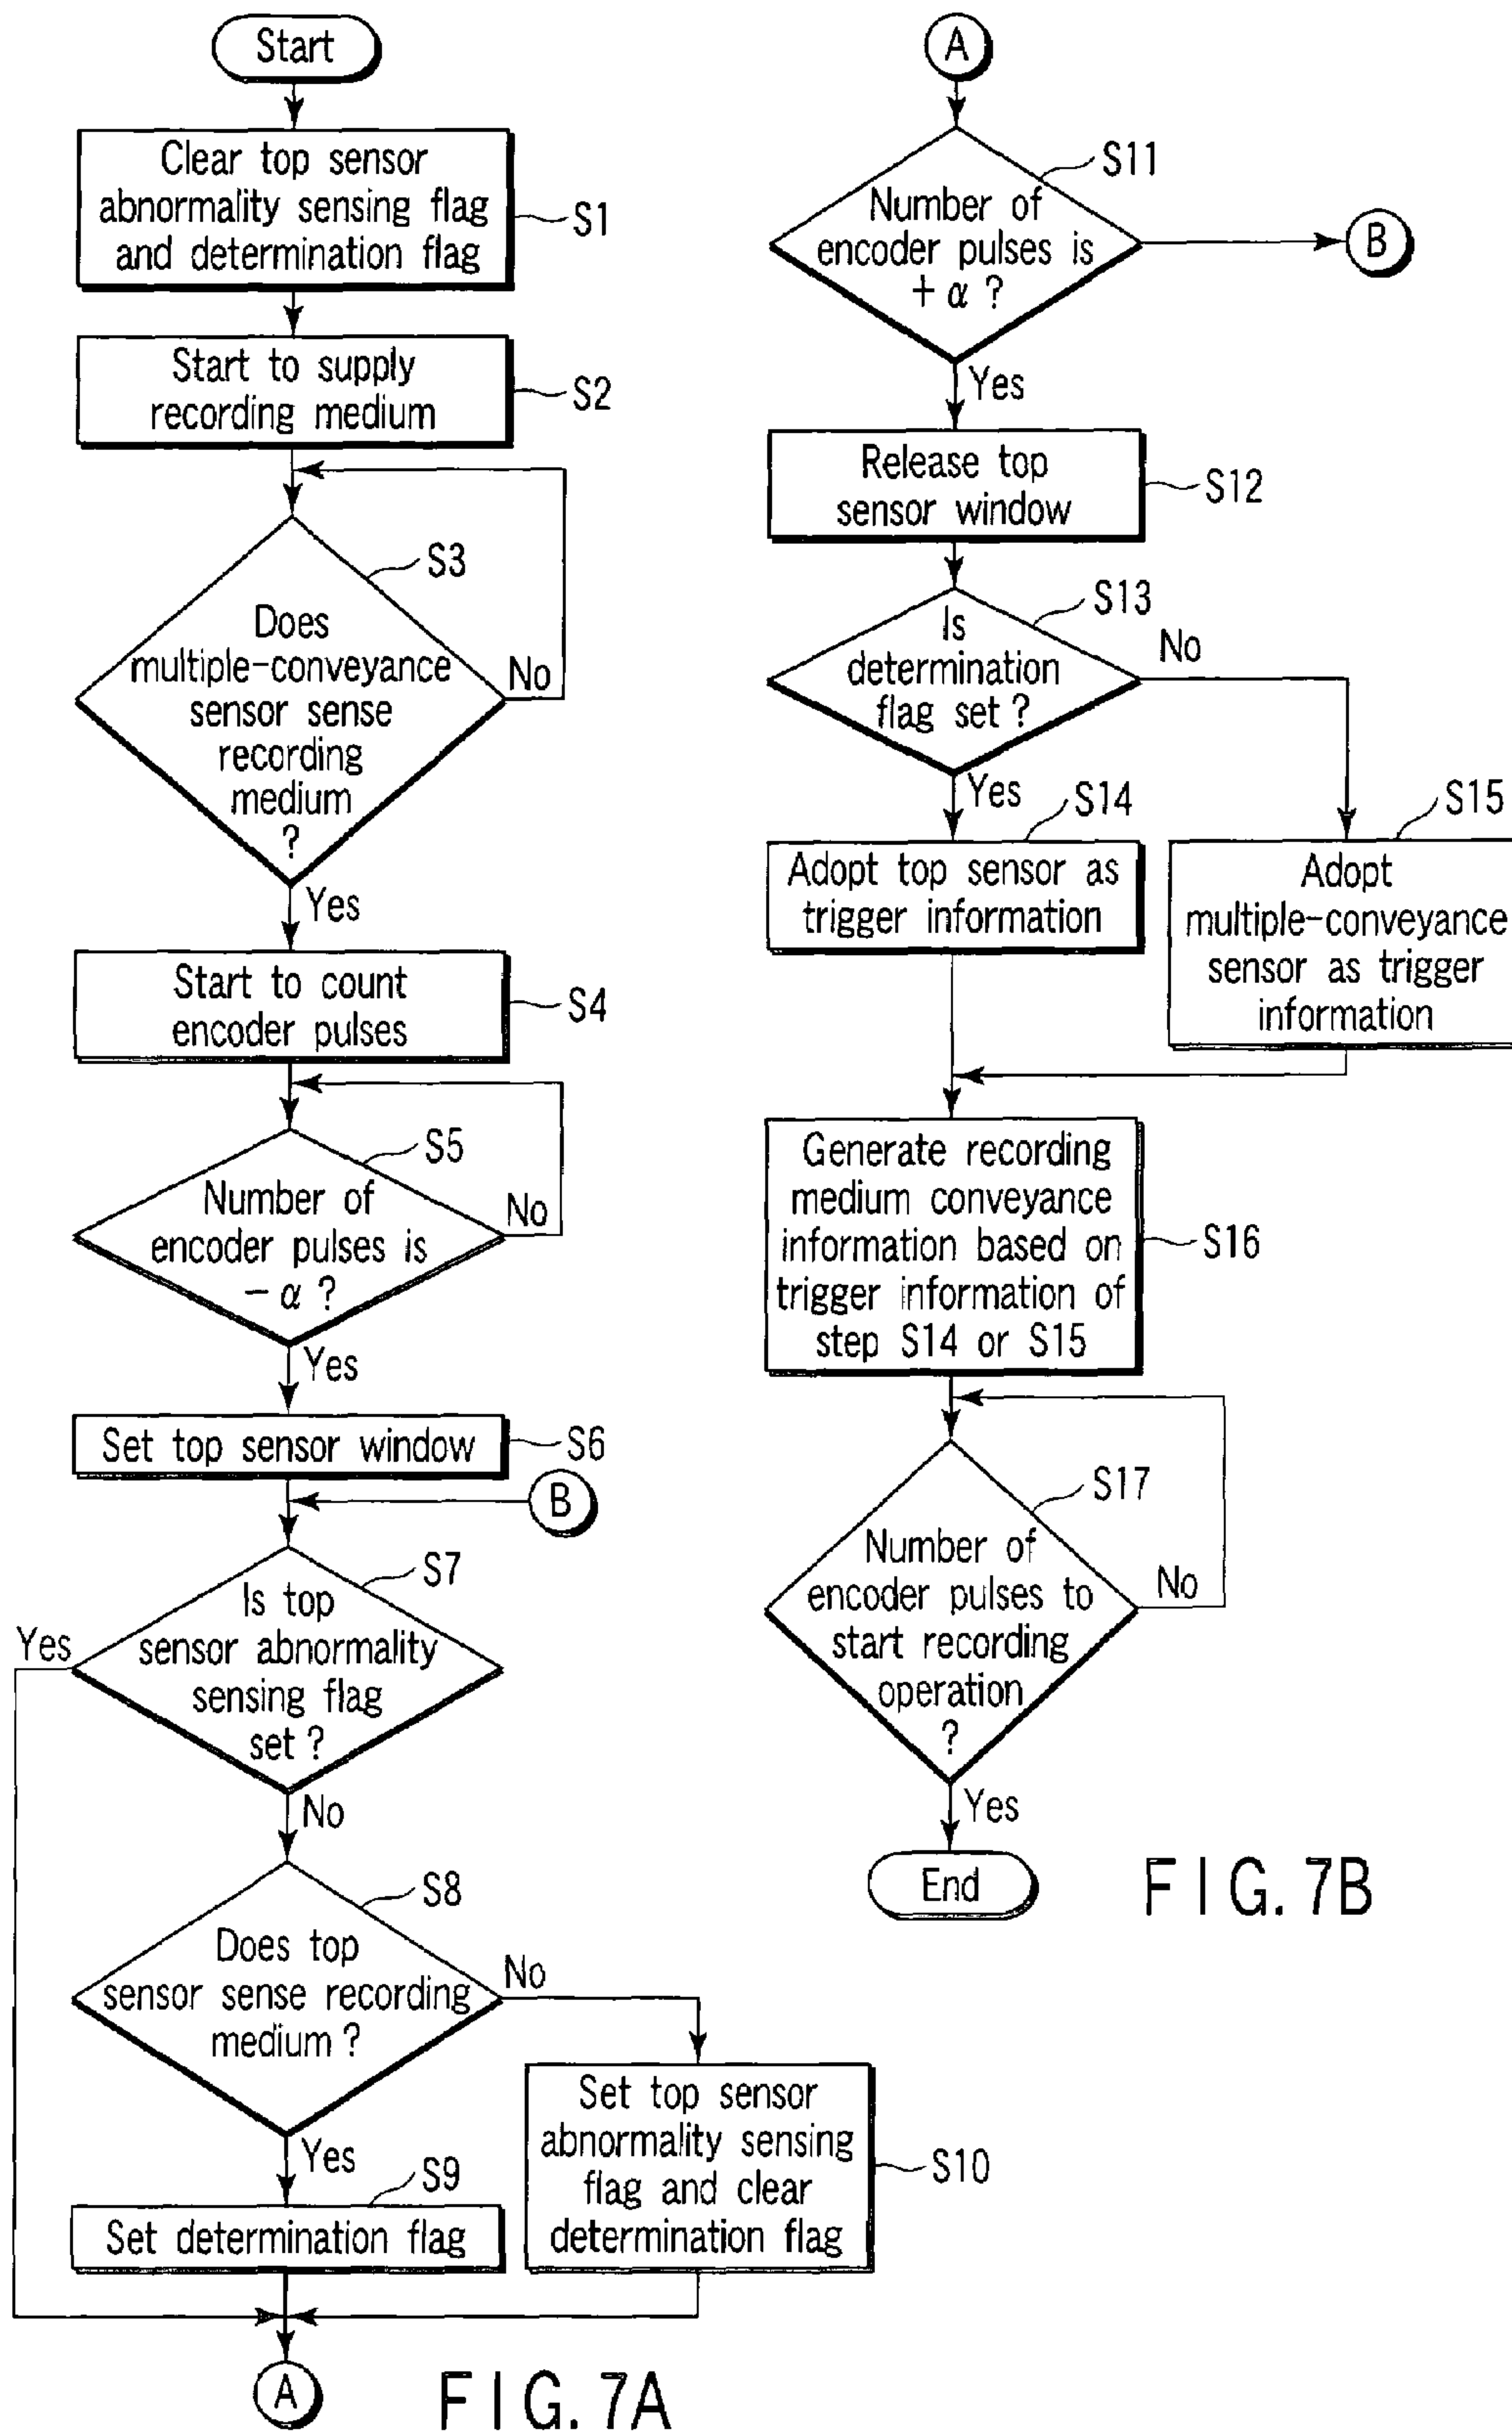 Start
Clear top sensor
abnormality sensing flag
and determination flag
S1
Start to supply
recording medium
S2
S3
Does
multiple-conveyance
sensor sense
recording
medium
?
No
Yes
Start to count
encoder pulses
S4
S5
Number of
encoder pulses is
− α ?
No
Yes
Set top sensor window
S6
B
S7
Is top
sensor abnormality
sensing flag
set ?
Yes
No
S8
Does top
sensor sense recording
medium ?
No
Yes
S9
Set determination flag
Set top sensor
abnormality sensing
flag and clear
determination flag
S10
A
FIG. 7A
A
S11
Number of
encoder pulses is
+ α ?
B
Yes
Release top
sensor window
S12
S13
Is
determination
flag set ?
No
Yes
S14
Adopt top sensor as
trigger information
S15
Adopt
multiple-conveyance
sensor as trigger
information
Generate recording
medium conveyance
information based on
trigger information of
step S14 or S15
S16
S17
Number of
encoder pulses to
start recording
operation
?
No
Yes
End
FIG. 7B